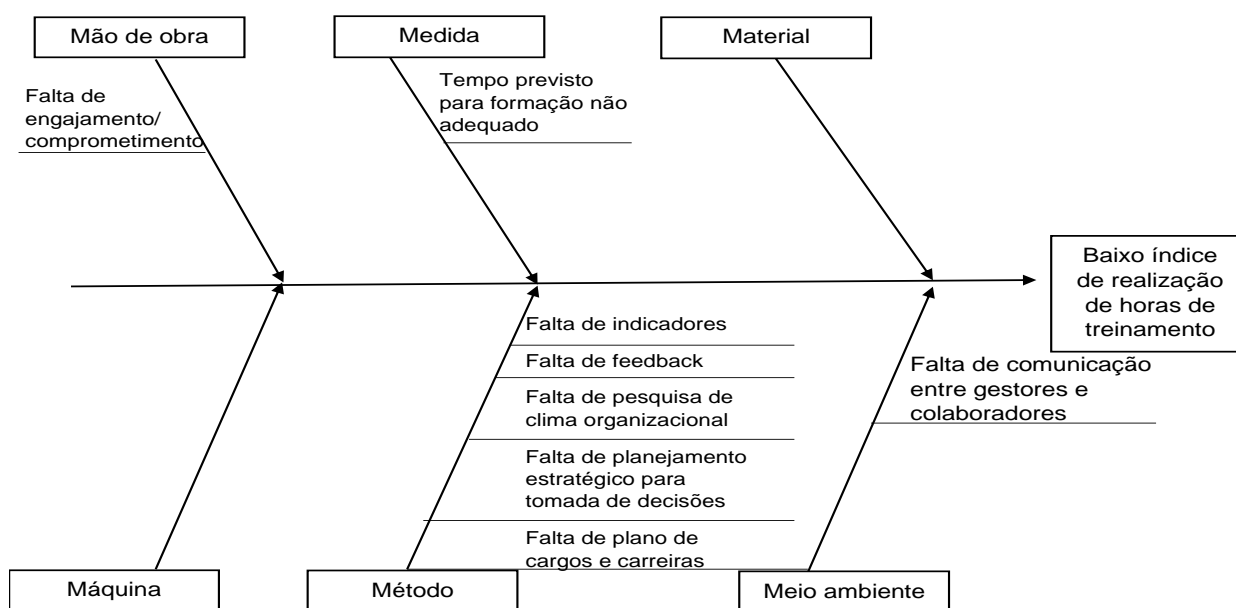 Mão de obra
Medida
Material
Falta de
engajamento/
comprometimento
Tempo previsto
para formação não
adequado
Baixo índice
de realização
de horas de
treinamento
Falta de indicadores
Falta de feedback
Falta de pesquisa de
clima organizacional
Falta de planejamento
estratégico para
tomada de decisões
Falta de plano de
cargos e carreiras
Falta de comunicação
entre gestores e
colaboradores
Máquina
Método
Meio ambiente